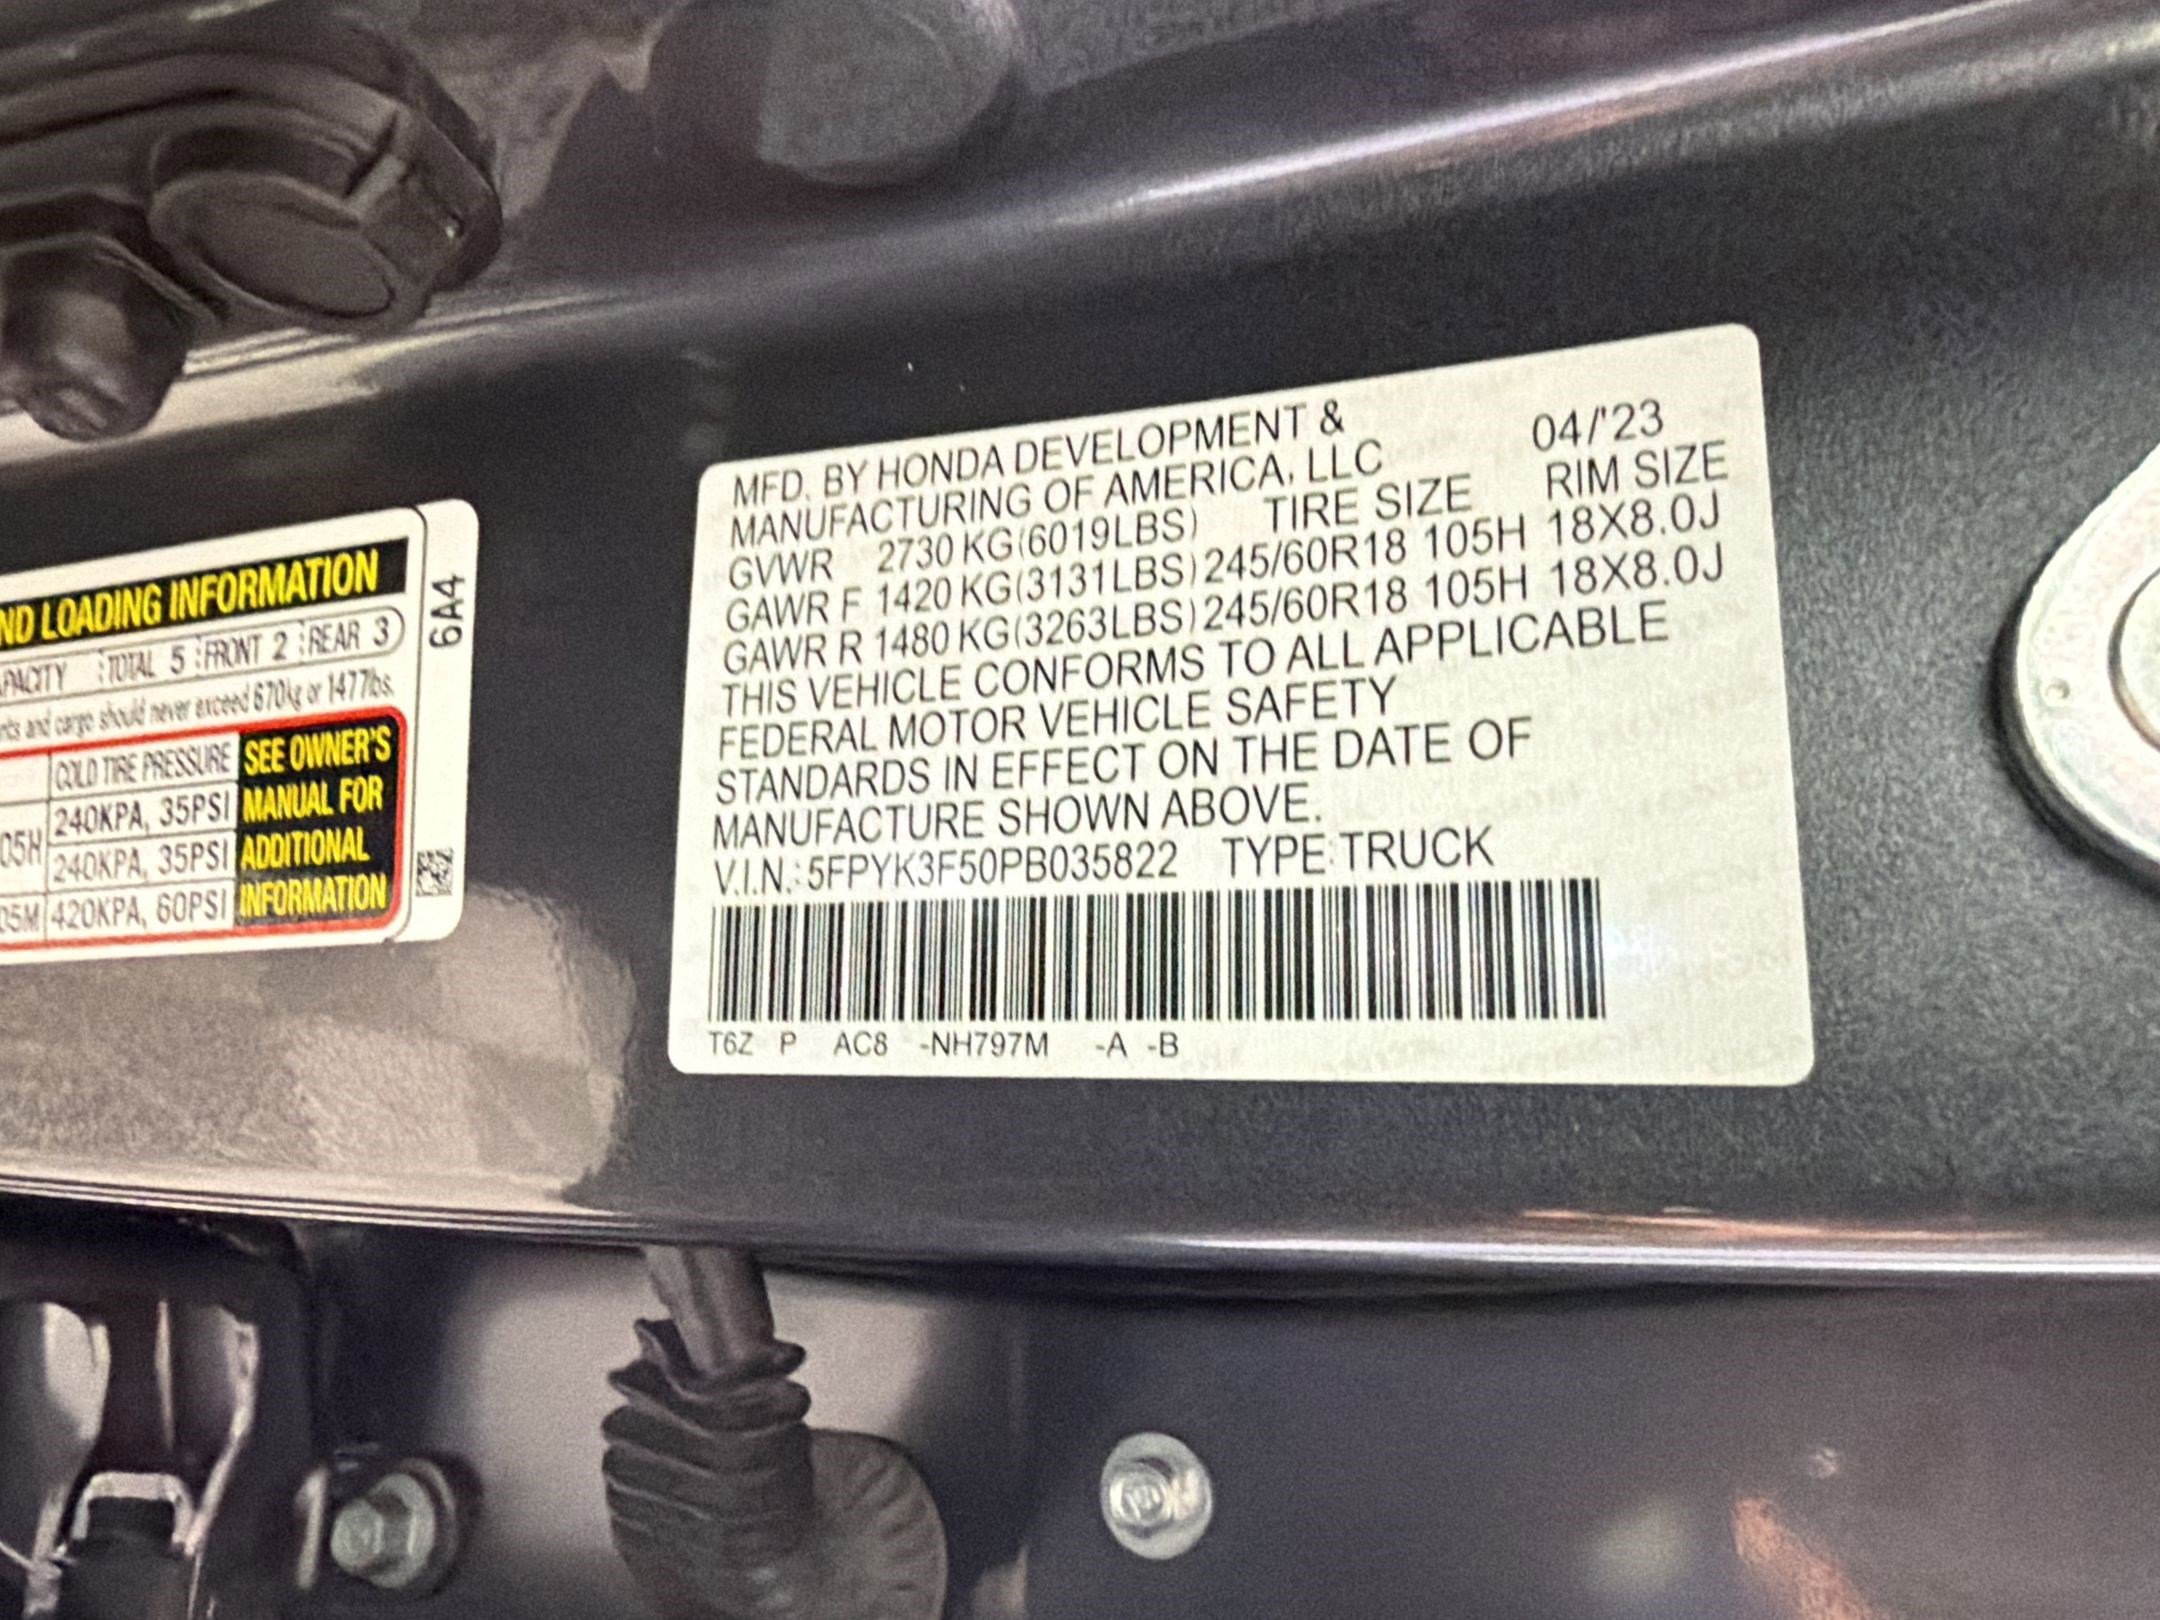 ND LOADING INFORMATION
PACITY TOTAL 5 FRONT 2 REAR 3
nts and cargo should never exceed 670kg or 1477lbs.
COLD TIRE PRESSURE
240KPA, 35PSI
05H 240KPA, 35PSI
05M 420KPA, 60PSI
SEE OWNER'S
MANUAL FOR
ADDITIONAL
INFORMATION
6A4
MFD. BY HONDA DEVELOPMENT & 04/'23
MANUFACTURING OF AMERICA, LLC
GVWR 2730 KG(6019LBS) TIRE SIZE RIM SIZE
GAWR F 1420 KG(3131LBS) 245/60R18 105H 18X8.0J
GAWR R 1480 KG(3263LBS) 245/60R18 105H 18X8.0J
THIS VEHICLE CONFORMS TO ALL APPLICABLE
FEDERAL MOTOR VEHICLE SAFETY
STANDARDS IN EFFECT ON THE DATE OF
MANUFACTURE SHOWN ABOVE.
V.I.N.: 5FPYK3F50PB035822 TYPE: TRUCK
T6Z P AC8 -NH797M -A -B